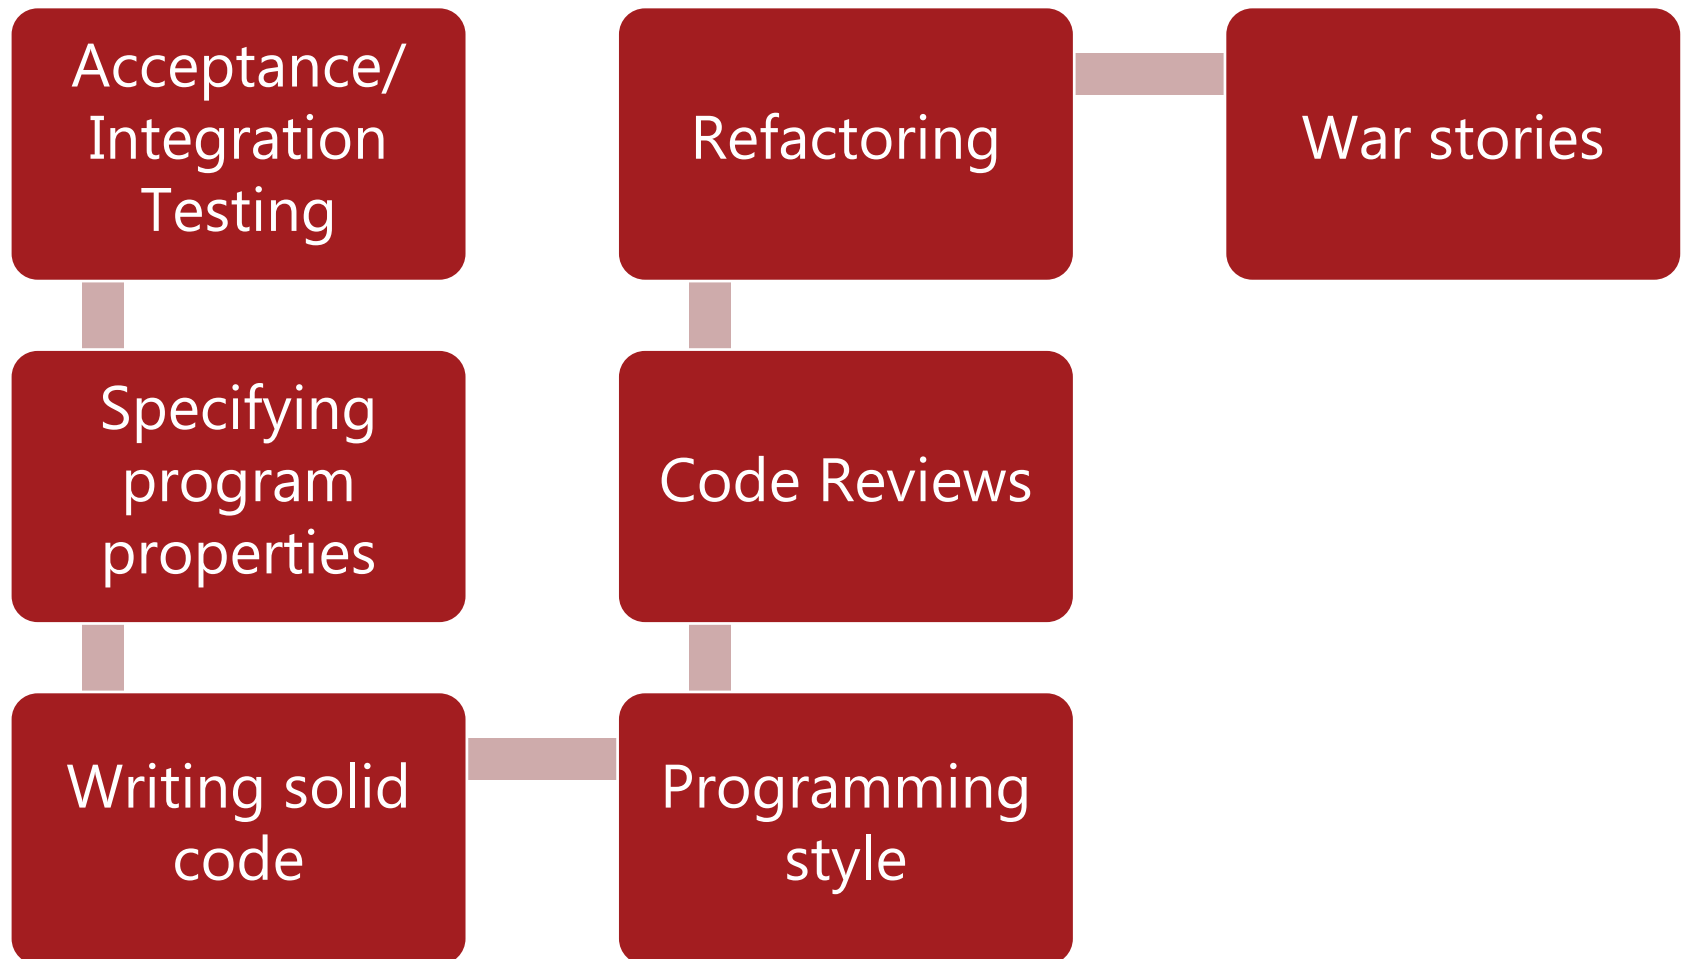 Acceptance/
Integration
Testing
Specifying
program
properties
Writing solid
code
Programming
style
Code Reviews
Refactoring
War stories